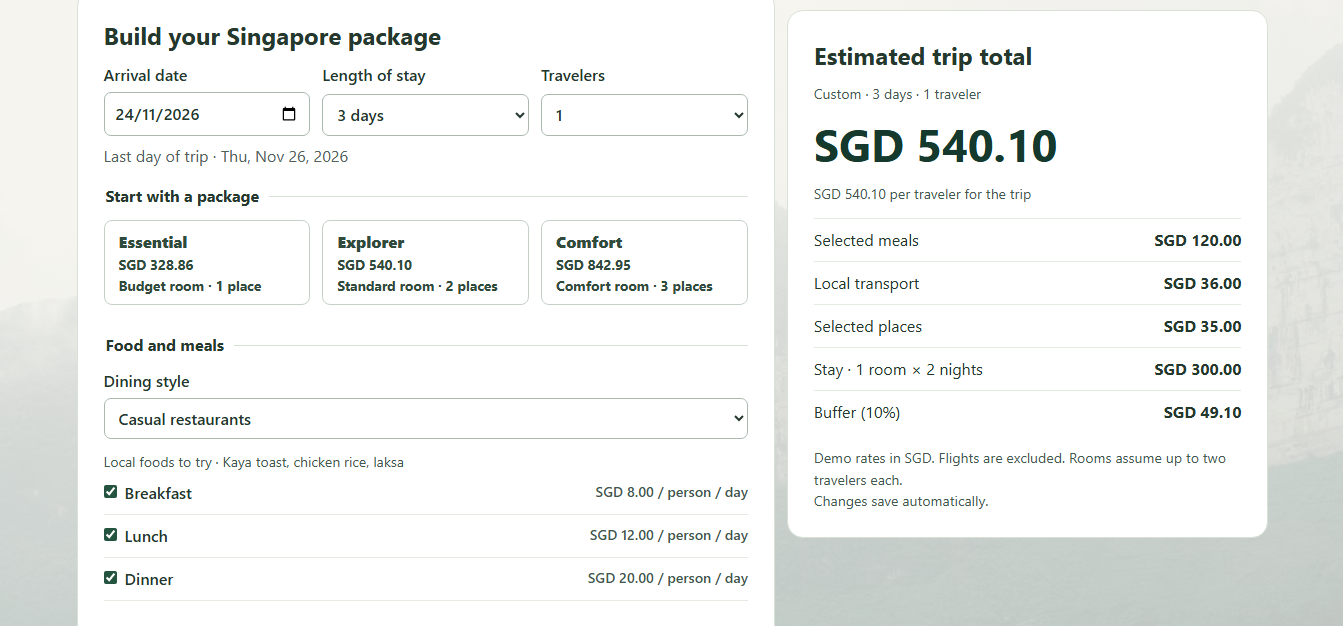 Build your Singapore package
Arrival date
Length of stay
Travelers
24/11/2026
3 days
1
Last day of trip · Thu, Nov 26, 2026
Start with a package
Essential
SGD 328.86
Budget room · 1 place
Explorer
SGD 540.10
Standard room · 2 places
Comfort
SGD 842.95
Comfort room · 3 places
Food and meals
Dining style
Casual restaurants
Local foods to try · Kaya toast, chicken rice, laksa
Breakfast SGD 8.00 / person / day
Lunch SGD 12.00 / person / day
Dinner SGD 20.00 / person / day
Estimated trip total
Custom · 3 days · 1 traveler
SGD 540.10
SGD 540.10 per traveler for the trip
Selected meals SGD 120.00
Local transport SGD 36.00
Selected places SGD 35.00
Stay · 1 room × 2 nights SGD 300.00
Buffer (10%) SGD 49.10
Demo rates in SGD. Flights are excluded. Rooms assume up to two
travelers each.
Changes save automatically.